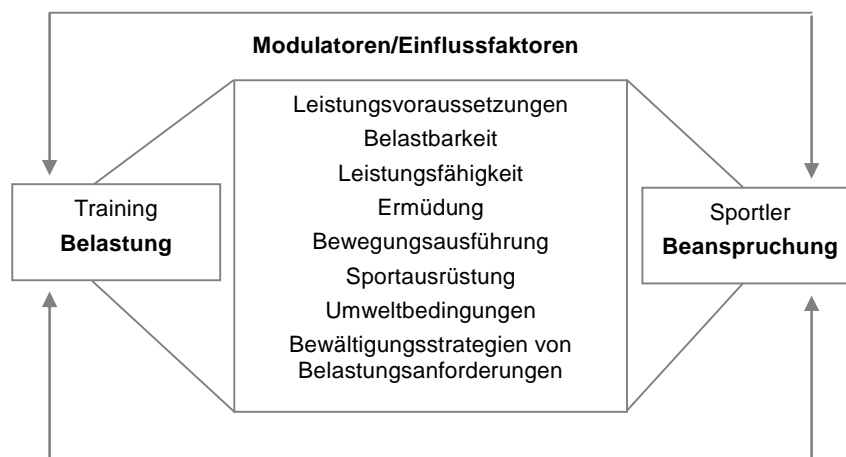 Modulatoren/Einflussfaktoren
Leistungsvoraussetzungen
Belastbarkeit
Leistungsfähigkeit
Ermüdung
Bewegungsausführung
Sportausrüstung
Umweltbedingungen
Bewältigungsstrategien von
Belastungsanforderungen
Training
Belastung
Sportler
Beanspruchung